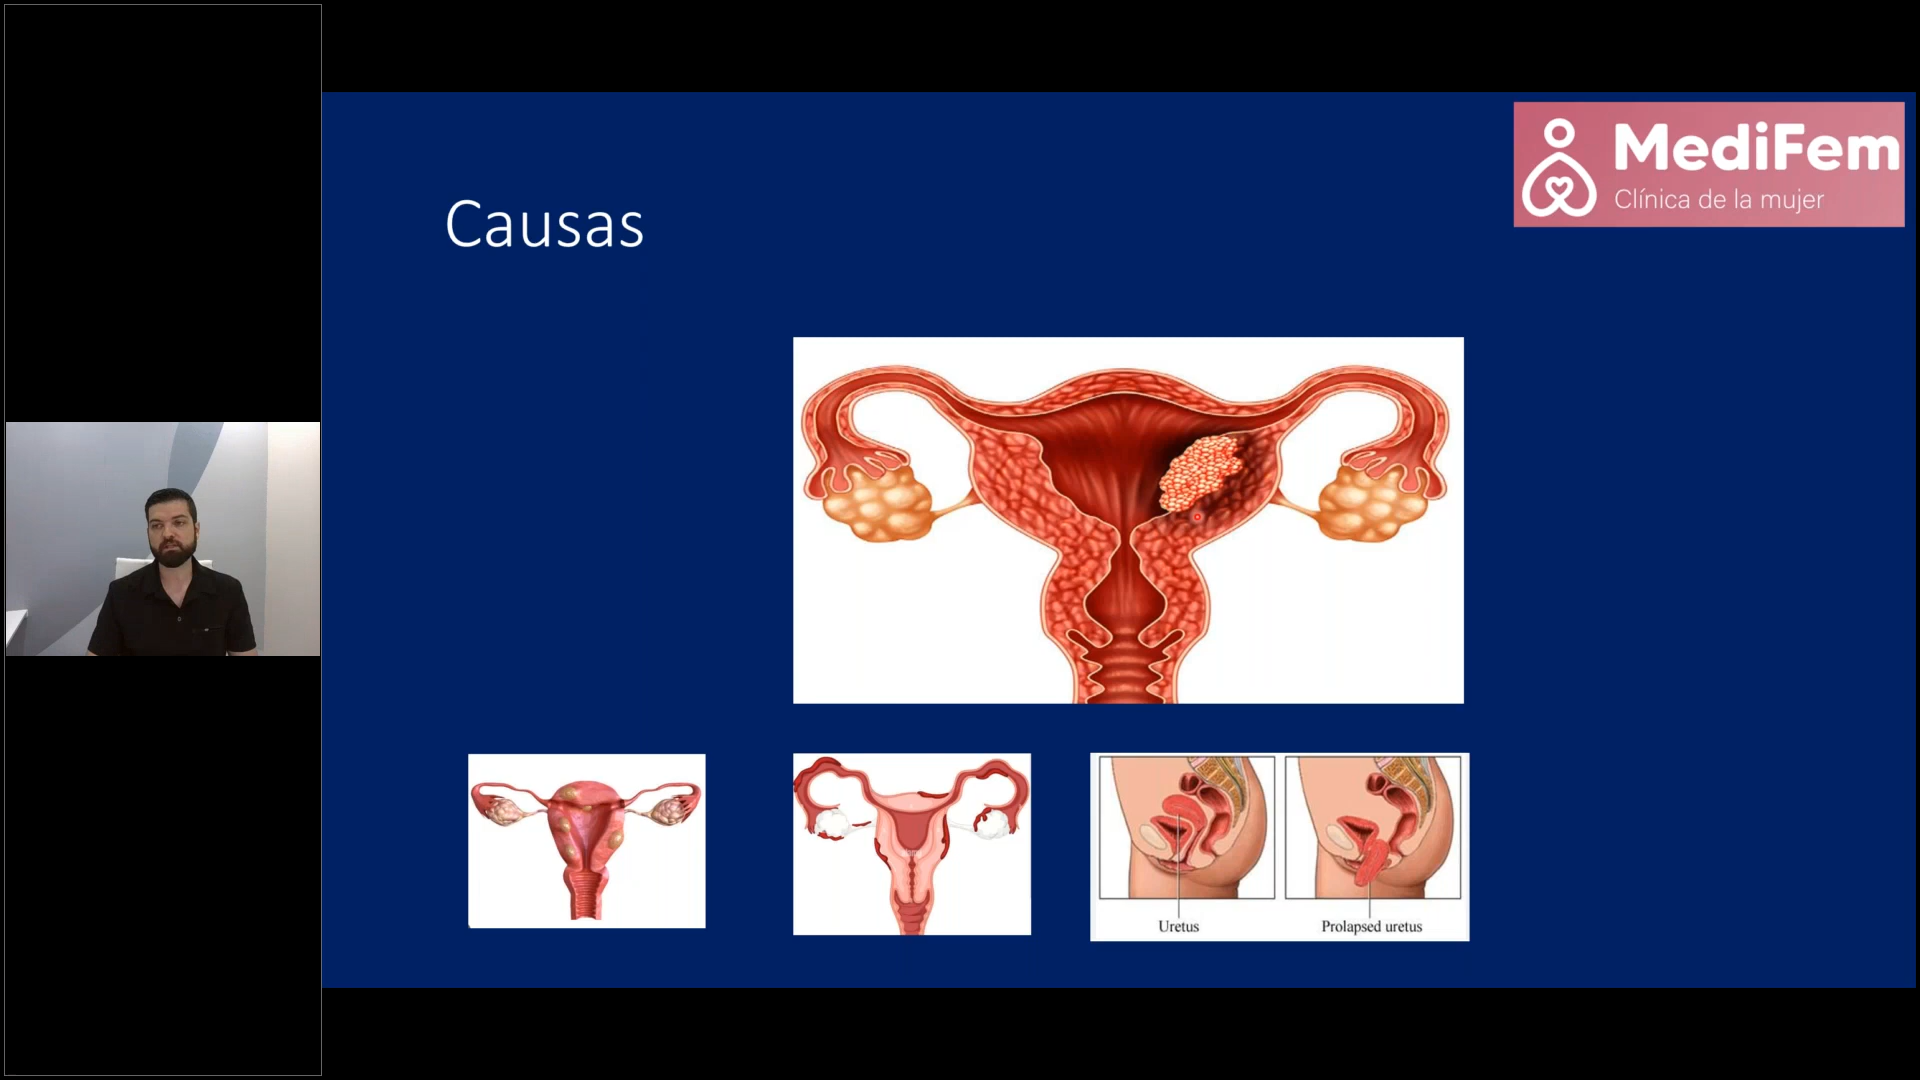 MediFem
Clínica de la mujer
Causas
Uretus
Prolapsed uretus